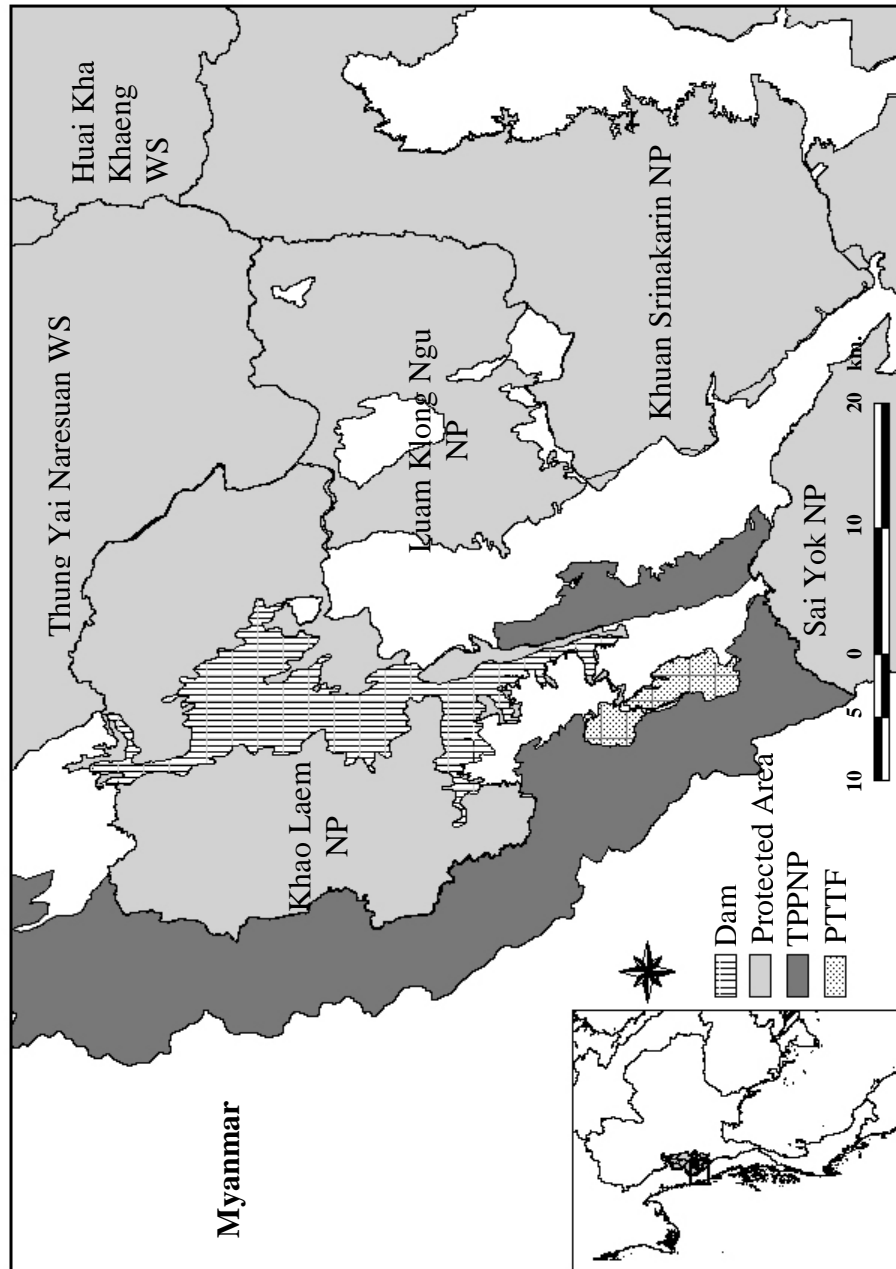 Huai Kha
Khaeng
WS
Thung Yai Naresuan WS
Luam Klong Ngu
NP
Khuan Srinakarin NP
Khao Laem
NP
Sai Yok NP
Myanmar
Dam
Protected Area
TPPNP
PTTF
10 5 0 10 20 km.